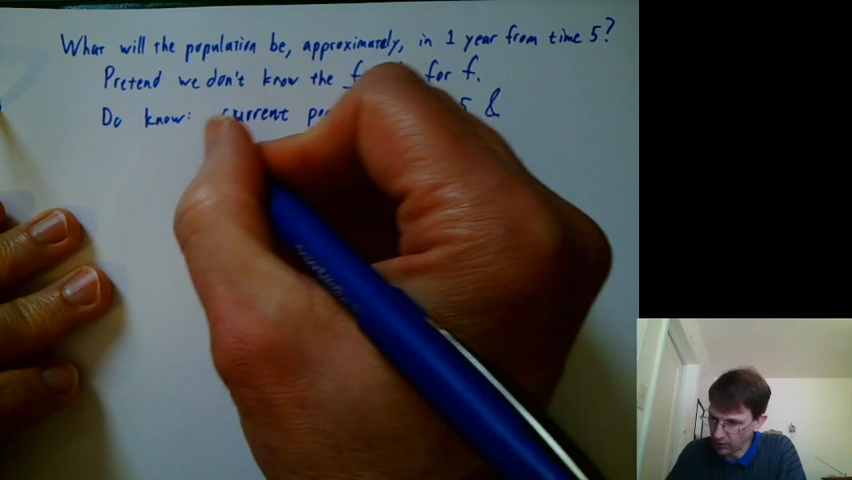 What will the population be, approximately, in 1 year from time 5?
Pretend we don't know the for f.
Do know: current 5 &